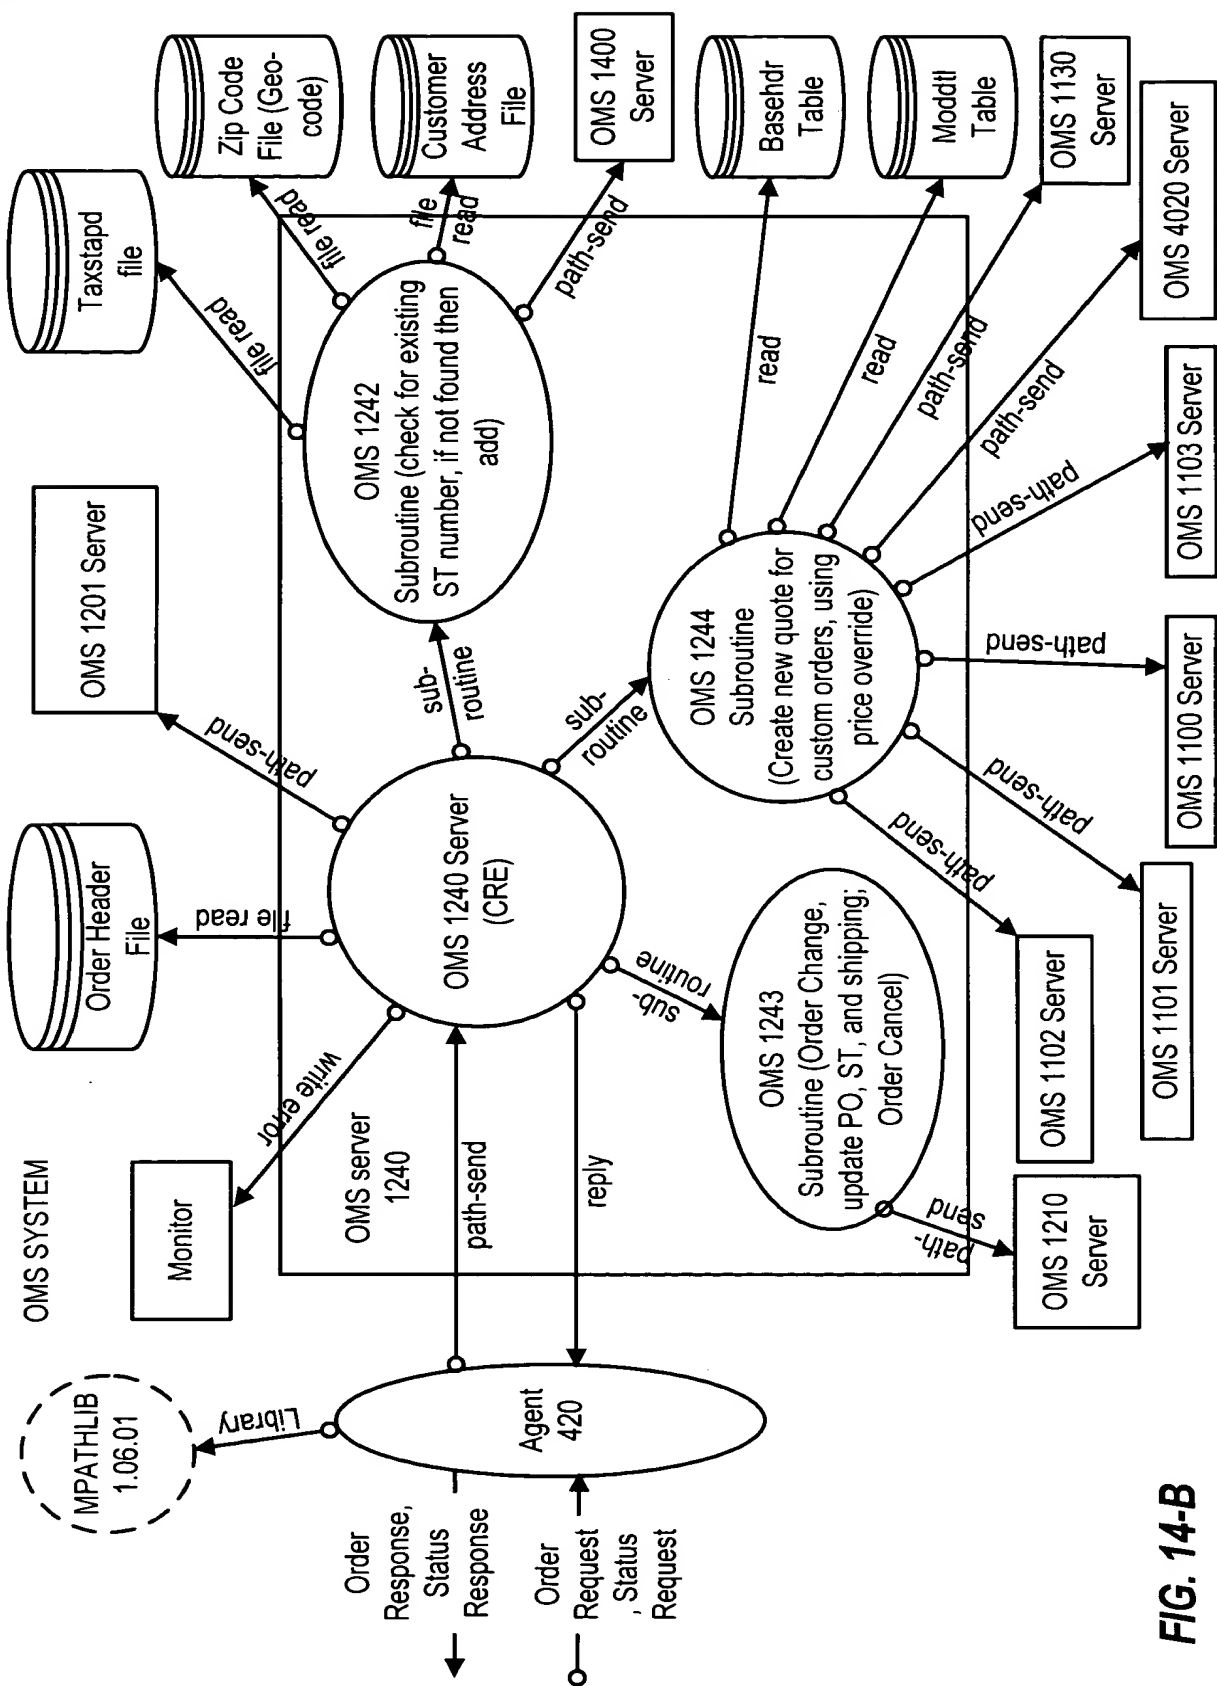 OMS SYSTEM
MPATHLIB
1.06.01
Library
Order
Response,
Status
Response
Order
Request
, Status
Request
Agent
420
Monitor
write error
OMS server
1240
path-send
reply
Order Header
File
file read
OMS 1240 Server
(CRE)
path-send
OMS 1201 Server
sub-
routine
sub-
routine
sub-
routine
OMS 1242
Subroutine (check for existing
ST number, if not found then
add)
file read
Taxstapd
file
file read
Zip Code
File (Geo-
code)
file
read
Customer
Address
File
path-send
OMS 1400
Server
OMS 1243
Subroutine (Order Change,
update PO, ST, and shipping;
Order Cancel)
path-
send
OMS 1210
Server
OMS 1244
Subroutine
(Create new quote for
custom orders, using
price override)
read
Basehdr
Table
read
Moddtl
Table
path-send
OMS 1130
Server
path-send
OMS 4020 Server
path-send
OMS 1103 Server
path-send
OMS 1100 Server
path-send
OMS 1101 Server
path-send
OMS 1102 Server
FIG. 14-B